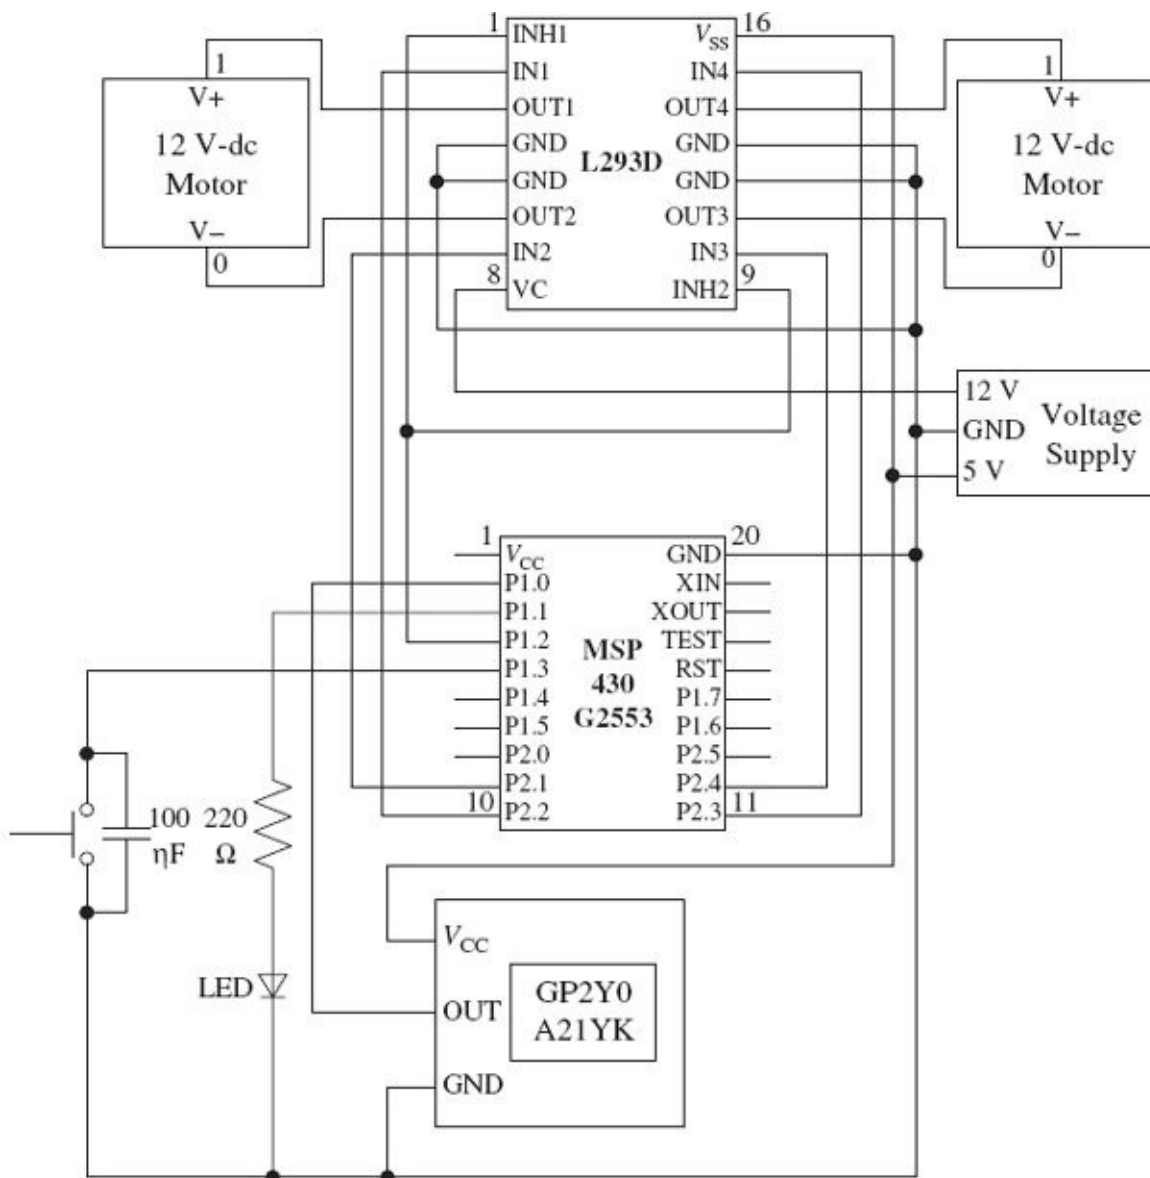 1
INH1
IN1
OUT1
GND
GND
OUT2
IN2
8
VC
L293D
16
VSS
IN4
OUT4
GND
GND
OUT3
IN3
9
INH2
1
V+
12 V-dc
Motor
V−
0
1
V+
12 V-dc
Motor
V−
0
12 V
GND
5 V
Voltage
Supply
1
VCC
P1.0
P1.1
P1.2
P1.3
P1.4
P1.5
P2.0
P2.1
10
P2.2
MSP
430
G2553
20
GND
XIN
XOUT
TEST
RST
P1.7
P1.6
P2.5
P2.4
11
P2.3
100
ηF
220
Ω
LED
VCC
OUT
GND
GP2Y0
A21YK